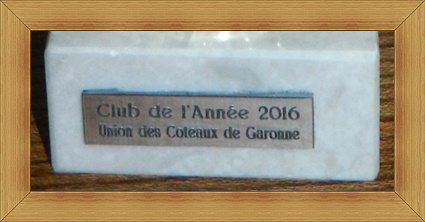 Club de l'Année 2016
Union des Coteaux de Garonne